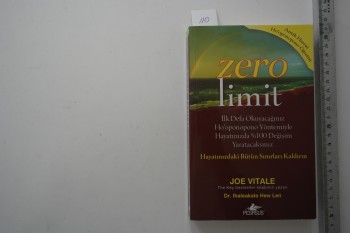 110
zero
limit
İlk Defa Okuyacağınız
Ho'oponopono Yöntemiyle
Hayatınızda %100 Değişim
Yaratacaksınız
Hayatınızdaki Bütün Sınırları Kaldırın
JOE VITALE
Dr. Ihaleakala Hew Len
PEGASUS